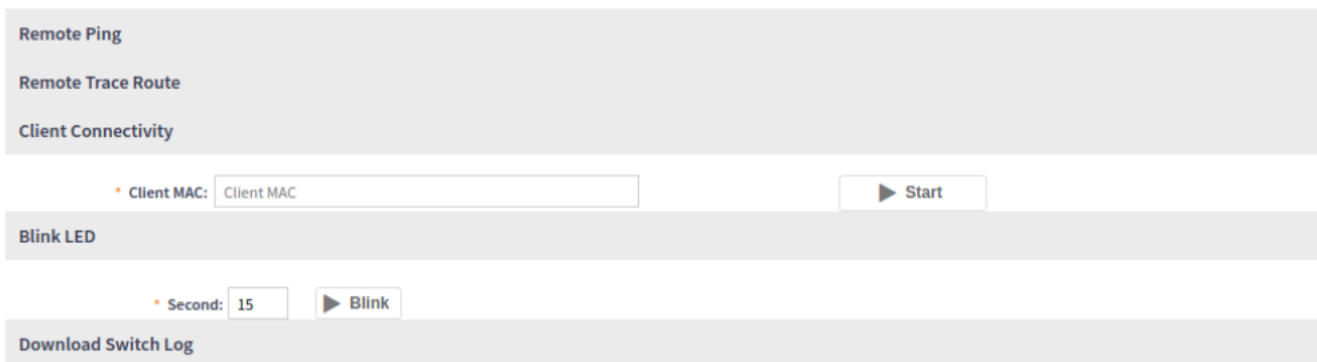 Remote Ping
Remote Trace Route
Client Connectivity
* Client MAC: Client MAC Start
Blink LED
* Second: 15 Blink
Download Switch Log